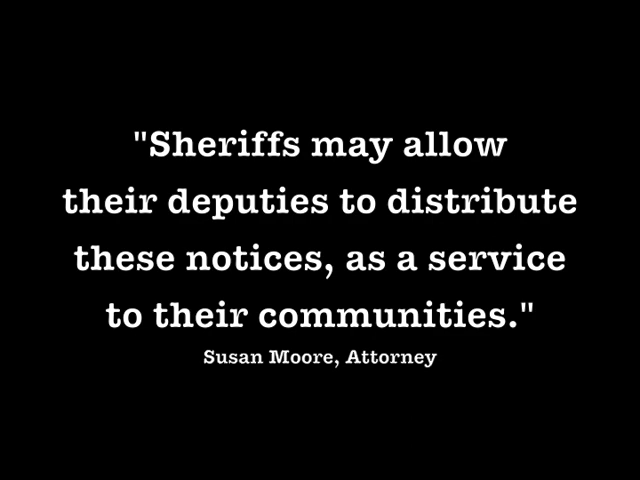 "Sheriffs may allow
their deputies to distribute
these notices, as a service
to their communities."
Susan Moore, Attorney